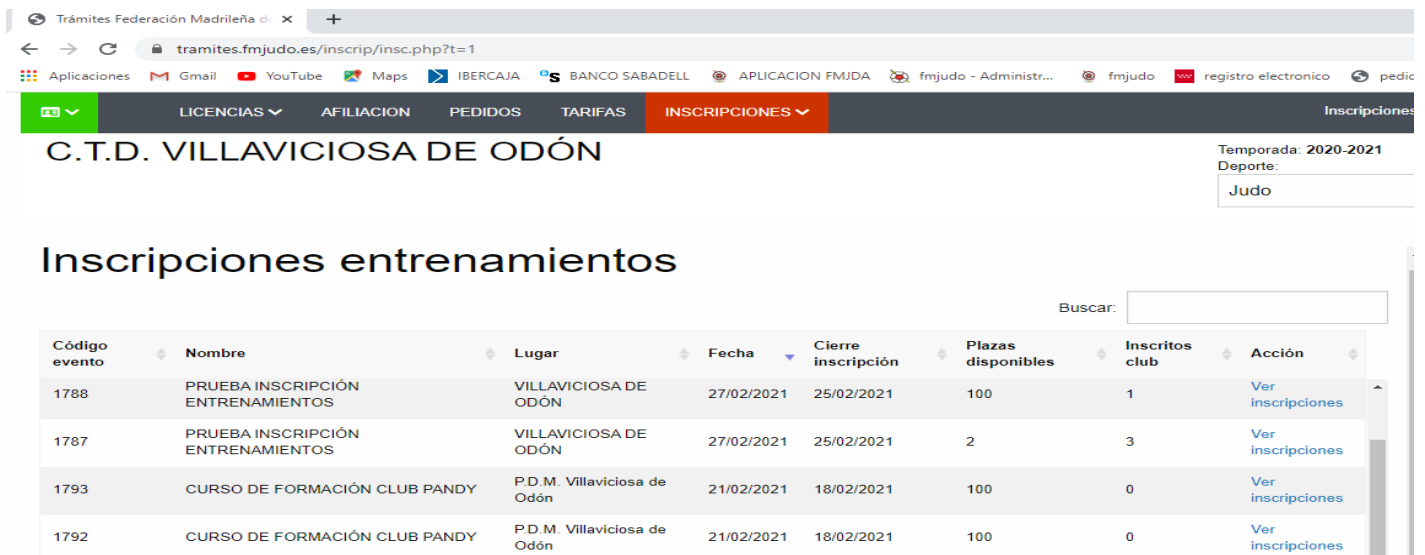 Trámites Federación Madrileña d
tramites.fmjudo.es/inscrip/insc.php?t=1
Aplicaciones Gmail YouTube Maps IBERCAJA BANCO SABADELL APLICACION FMJDA fmjudo - Administr... fmjudo registro electronico pedic
LICENCIAS AFILIACION PEDIDOS TARIFAS INSCRIPCIONES Inscripciones
C.T.D. VILLAVICIOSA DE ODÓN
Temporada: 2020-2021
Deporte:
Judo
Inscripciones entrenamientos
Buscar:
Código evento Nombre Lugar Fecha Cierre inscripción Plazas disponibles Inscritos club Acción
1788 PRUEBA INSCRIPCIÓN ENTRENAMIENTOS VILLAVICIOSA DE ODÓN 27/02/2021 25/02/2021 100 1 Ver inscripciones
1787 PRUEBA INSCRIPCIÓN ENTRENAMIENTOS VILLAVICIOSA DE ODÓN 27/02/2021 25/02/2021 2 3 Ver inscripciones
1793 CURSO DE FORMACIÓN CLUB PANDY P.D.M. Villaviciosa de Odón 21/02/2021 18/02/2021 100 0 Ver inscripciones
1792 CURSO DE FORMACIÓN CLUB PANDY P.D.M. Villaviciosa de Odón 21/02/2021 18/02/2021 100 0 Ver inscripciones